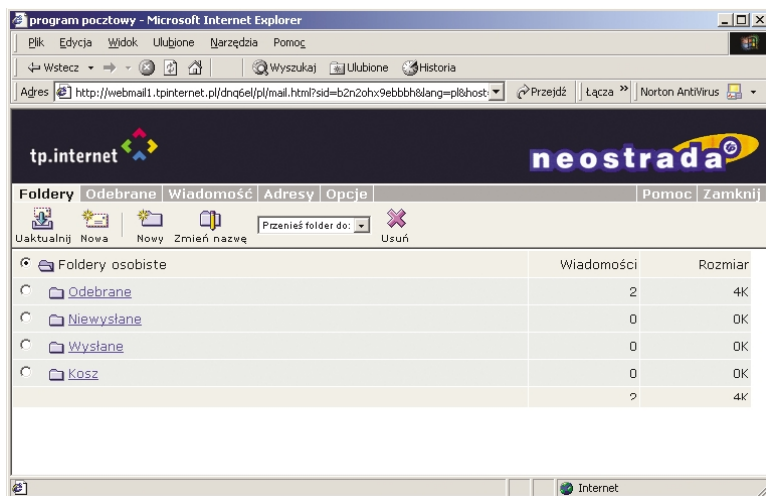 program pocztowy - Microsoft Internet Explorer
Plik Edycja Widok Ulubione Narzędzia Pomoc
Wstecz Wyszukaj Ulubione Historia
Adres http://webmail1.tpinternet.pl/dnq6el/pl/mail.html?sid=b2n2ohx9ebbbh&lang=pl&host: Przejdź Łącza » Norton AntiVirus
tp.internet neostrada
Foldery Odebrane Wiadomość Adresy Opcje Pomoc Zamknij
Przenieś folder do:
Uaktualnij Nowa Nowy Zmień nazwę Usuń
Foldery osobiste Wiadomości Rozmiar
Odebrane 2 4K
Niewysłane 0 0K
Wysłane 0 0K
Kosz 0 0K
2 4K
Internet